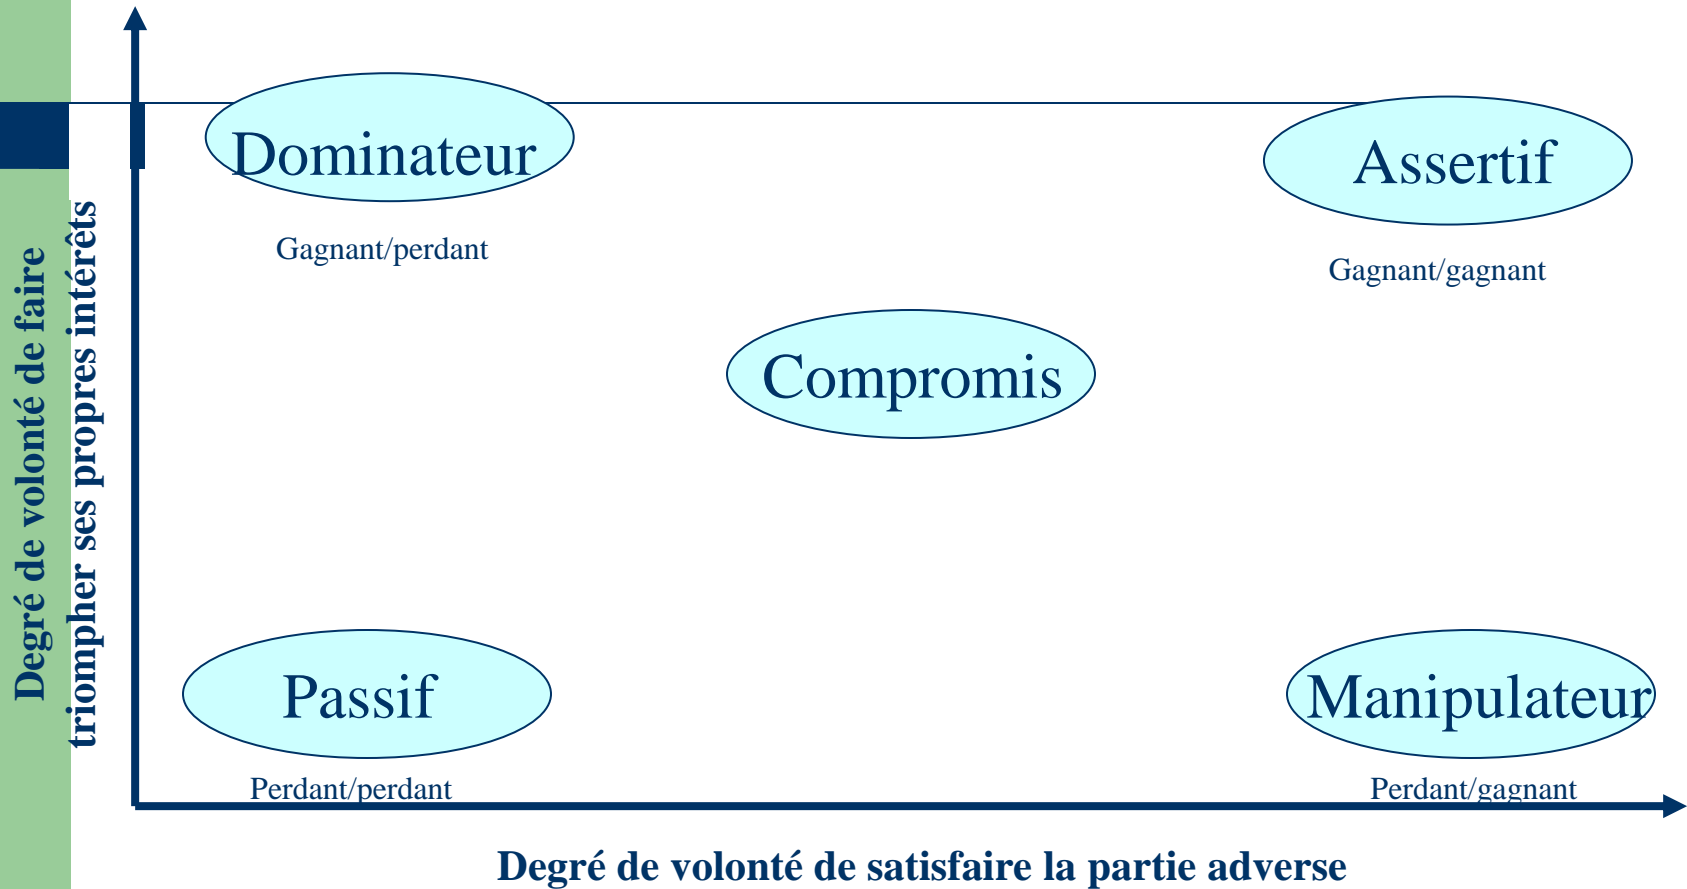 Dominateur
Assertif
Gagnant/perdant
Gagnant/gagnant
Compromis
Degré de volonté de faire
triompher ses propres intérêts
Passif
Manipulateur
Perdant/perdant
Perdant/gagnant
Degré de volonté de satisfaire la partie adverse